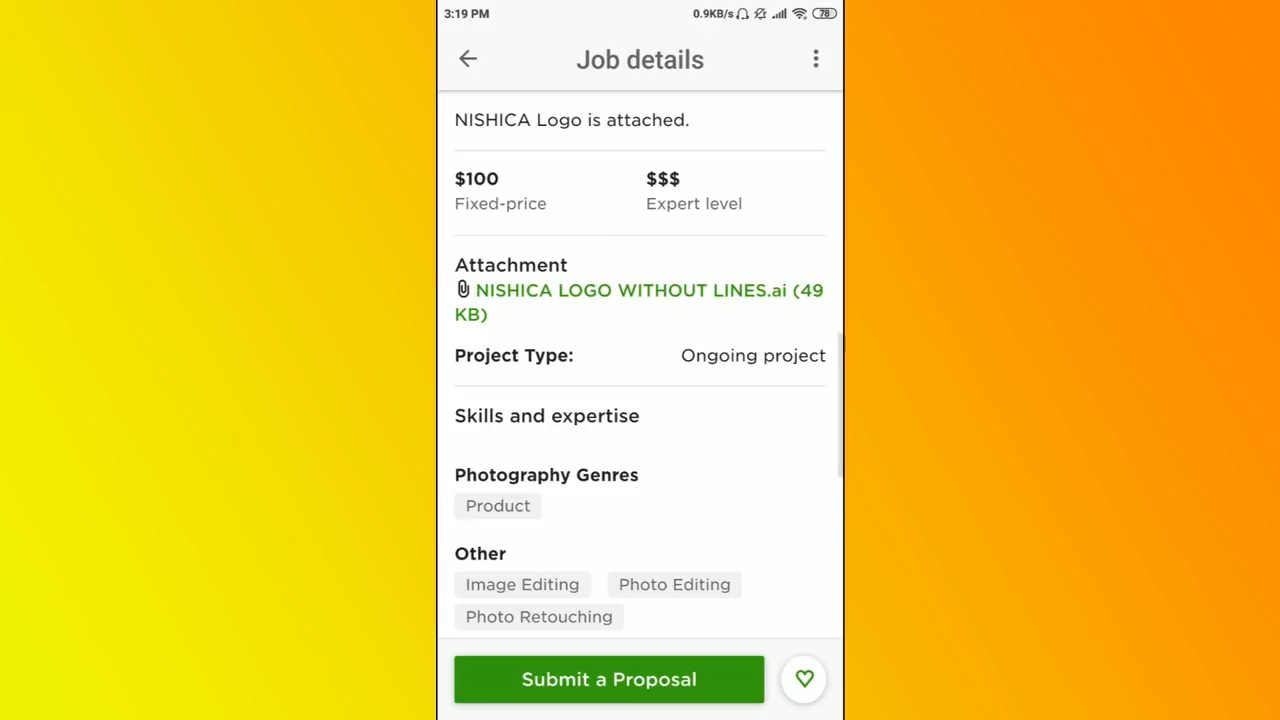 3:19 PM 0.9KB/s 78
Job details
NISHICA Logo is attached.
$100 $$$
Fixed-price Expert level
Attachment
NISHICA LOGO WITHOUT LINES.ai (49
KB)
Project Type: Ongoing project
Skills and expertise
Photography Genres
Product
Other
Image Editing Photo Editing
Photo Retouching
Submit a Proposal